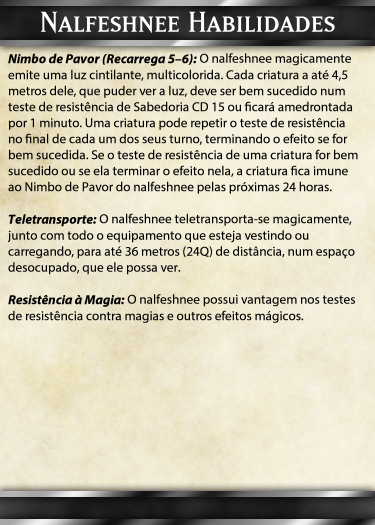 Nalfeshnee Habilidades
Nimbo de Pavor (Recarrega 5–6): O nalfeshnee magicamente
emite uma luz cintilante, multicolorida. Cada criatura a até 4,5
metros dele, que puder ver a luz, deve ser bem sucedido num
teste de resistência de Sabedoria CD 15 ou ficará amedrontada
por 1 minuto. Uma criatura pode repetir o teste de resistência
no final de cada um dos seus turno, terminando o efeito se for
bem sucedida. Se o teste de resistência de uma criatura for bem
sucedido ou se ela terminar o efeito nela, a criatura fica imune
ao Nimbo de Pavor do nalfeshnee pelas próximas 24 horas.
Teletransporte: O nalfeshnee teletransporta-se magicamente,
junto com todo o equipamento que esteja vestindo ou
carregando, para até 36 metros (24Q) de distância, num espaço
desocupado, que ele possa ver.
Resistência à Magia: O nalfeshnee possui vantagem nos testes
de resistência contra magias e outros efeitos mágicos.